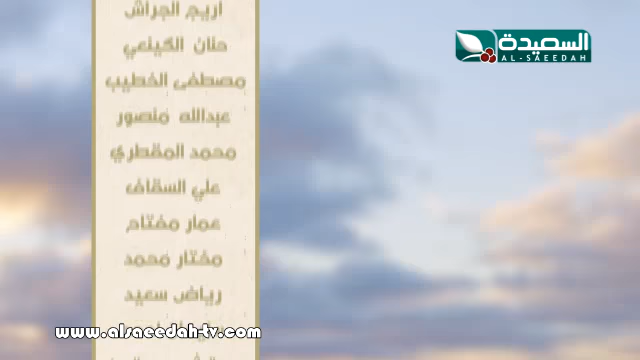 أريج الجراش
حنان الكينعي
مصطفى الخطيب
عبدالله منصور
محمد المقطري
علي السقاف
عمار مفتاح
مختار محمد
رياض سعيد
السعيدة
AL-SAEEDAH
www.alsaeedah-tv.com